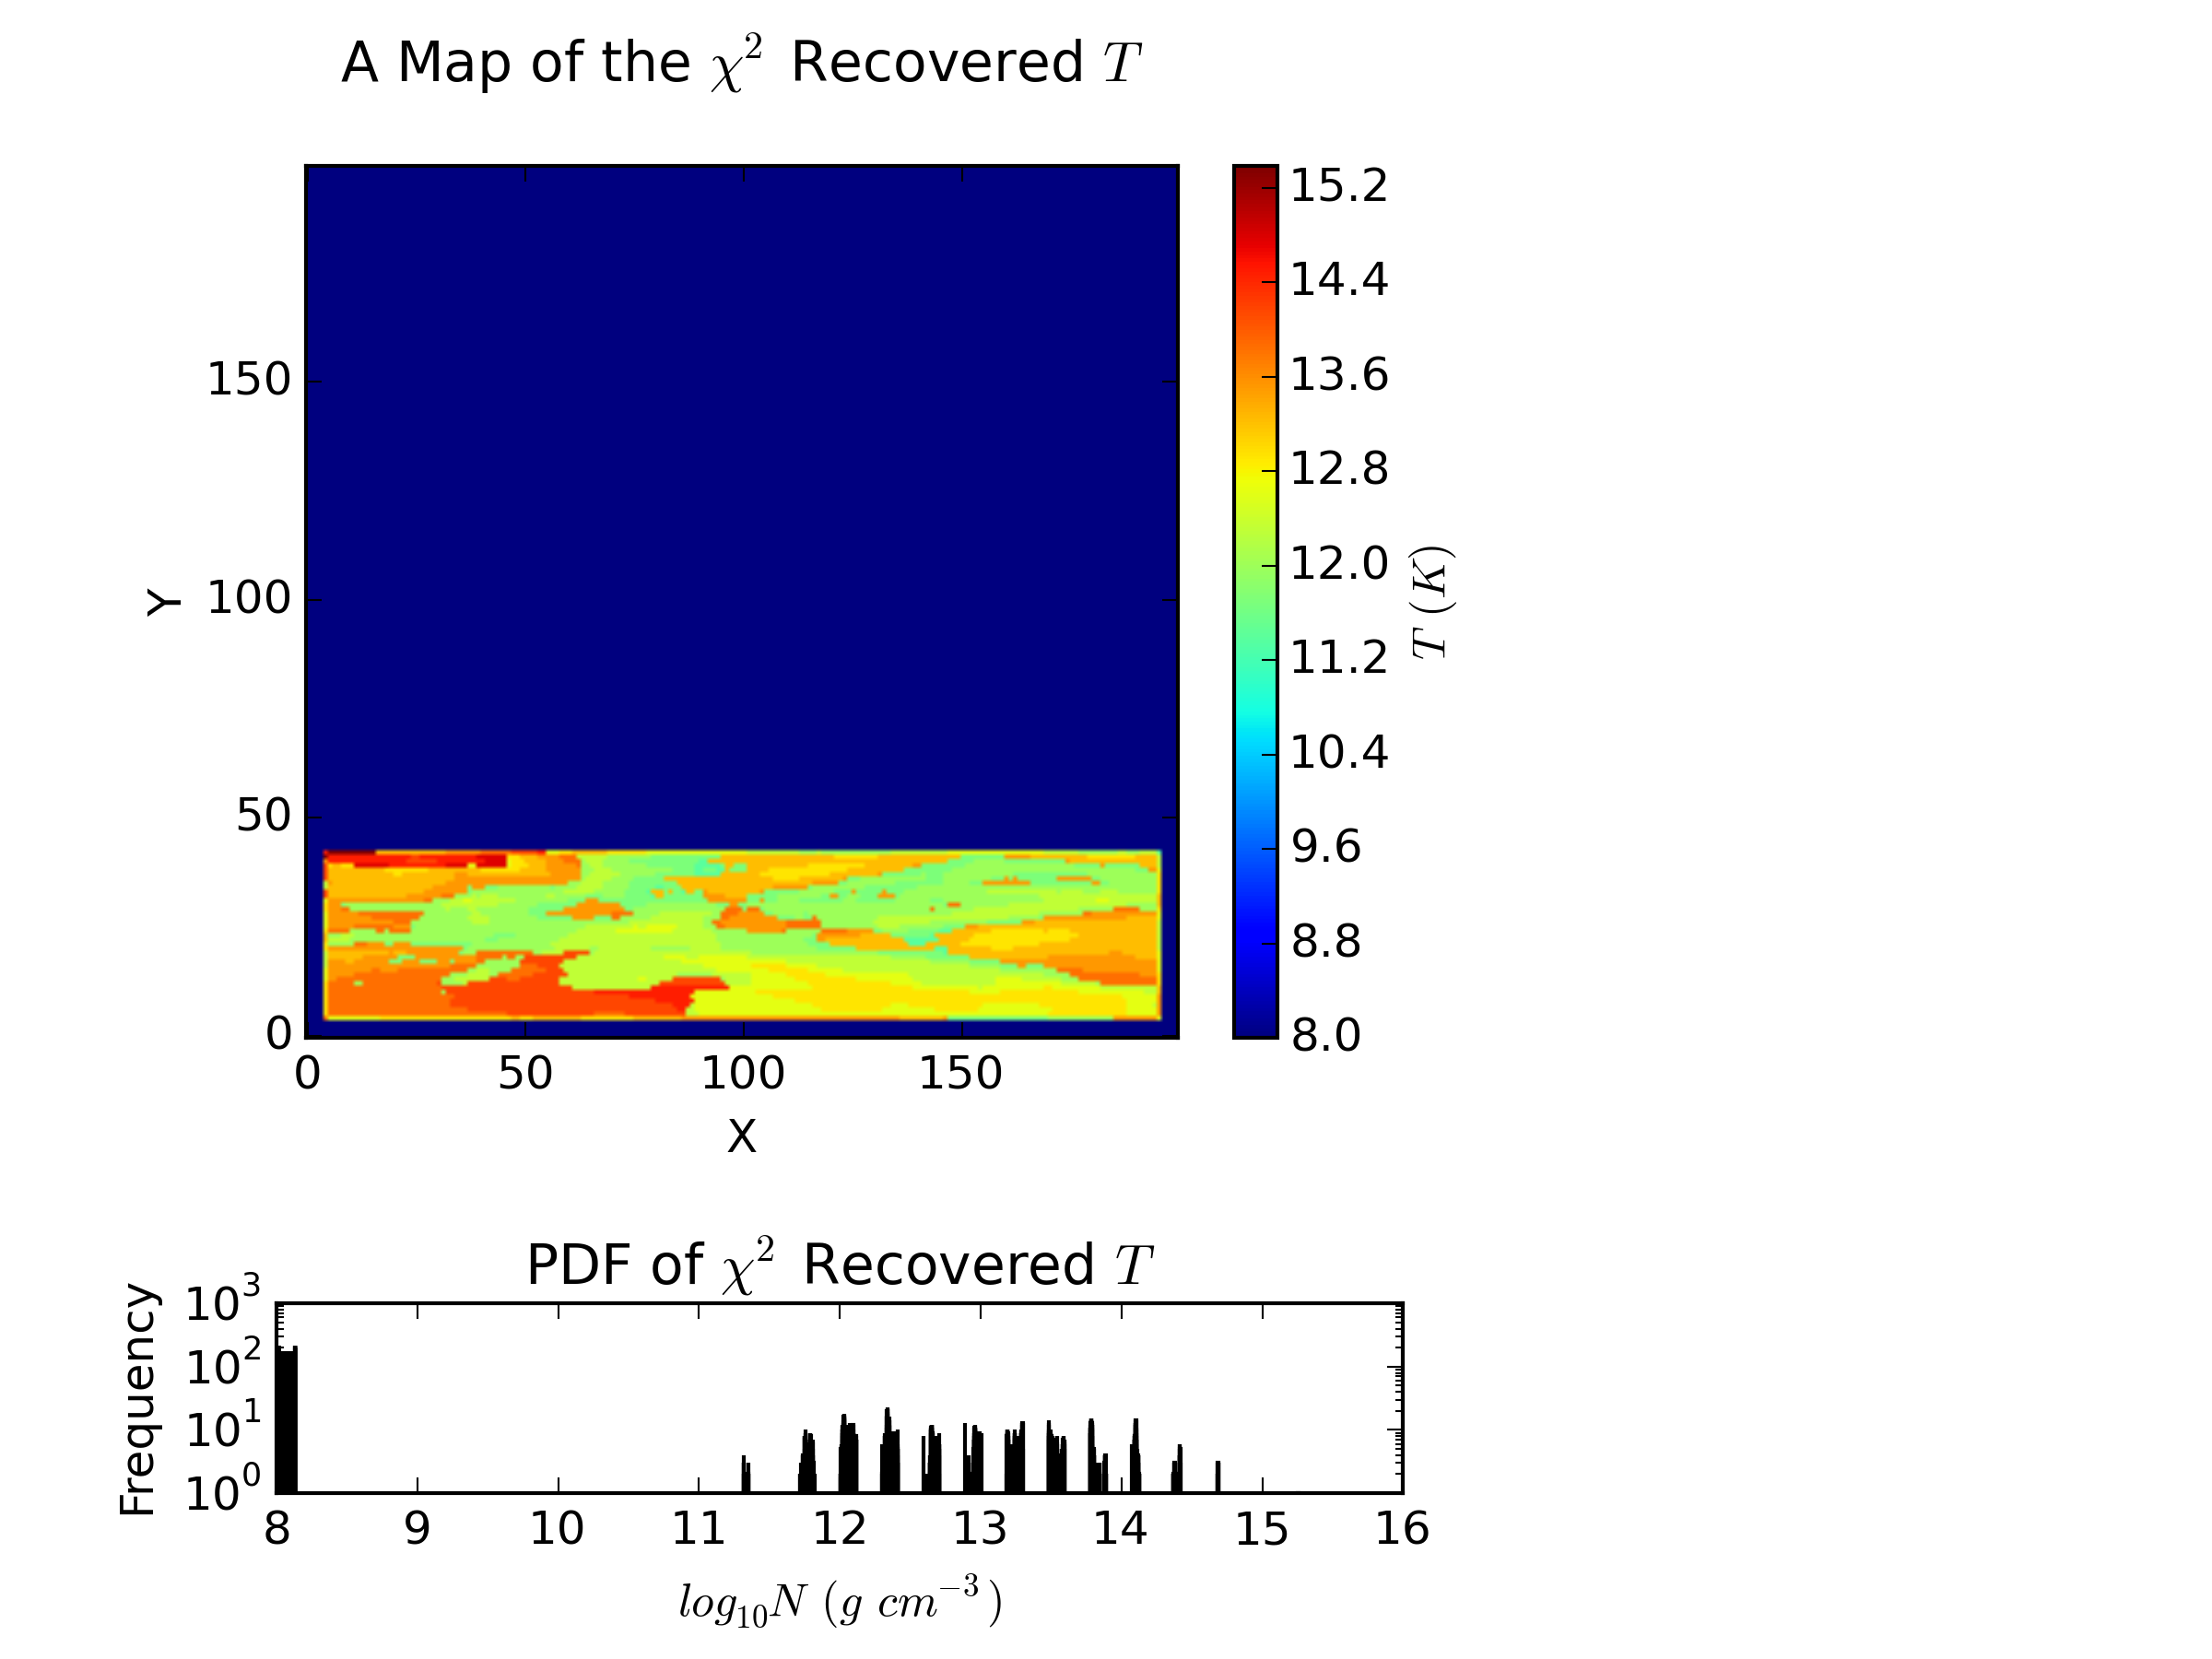 A Map of the χ² Recovered T
15.2
14.4
13.6
12.8
12.0
11.2
10.4
9.6
8.8
8.0
T (K)
Y
150
100
50
0
0 50 100 150
X
PDF of χ² Recovered T
Frequency
10³
10²
10¹
10⁰
8 9 10 11 12 13 14 15 16
log₁₀N (g cm⁻³)